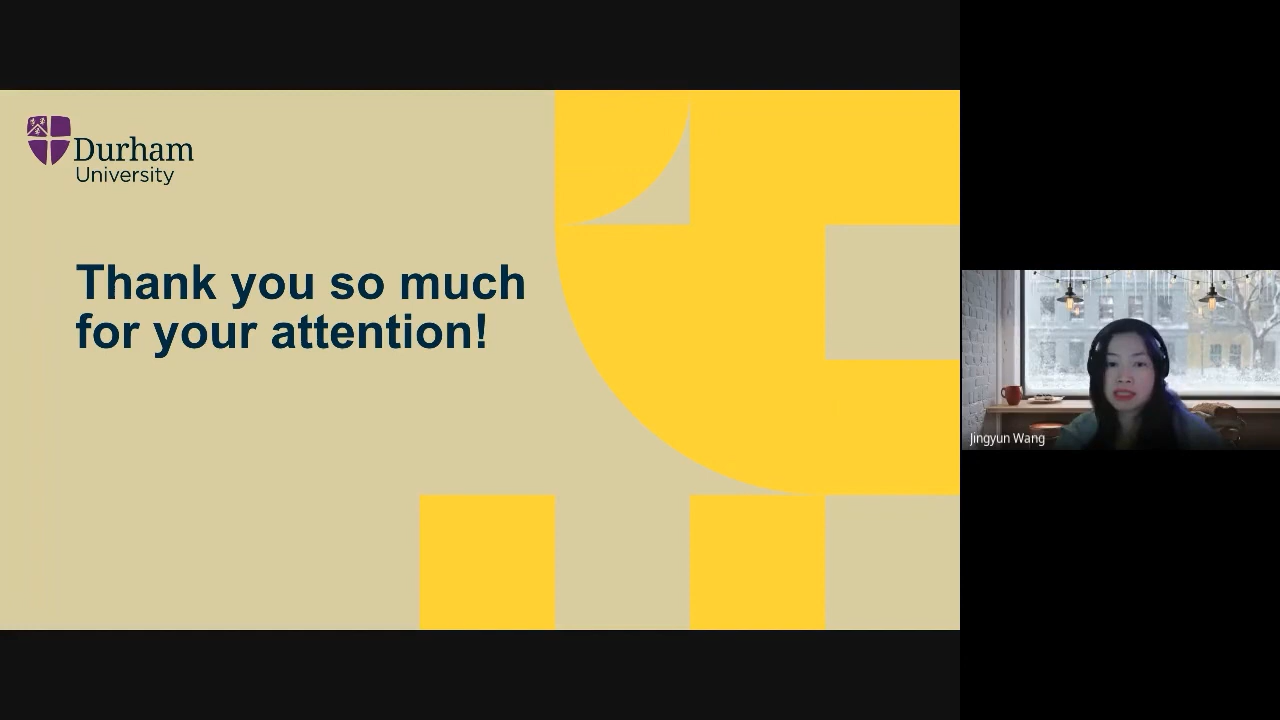 Durham
University
Thank you so much
for your attention!
Jingyun Wang